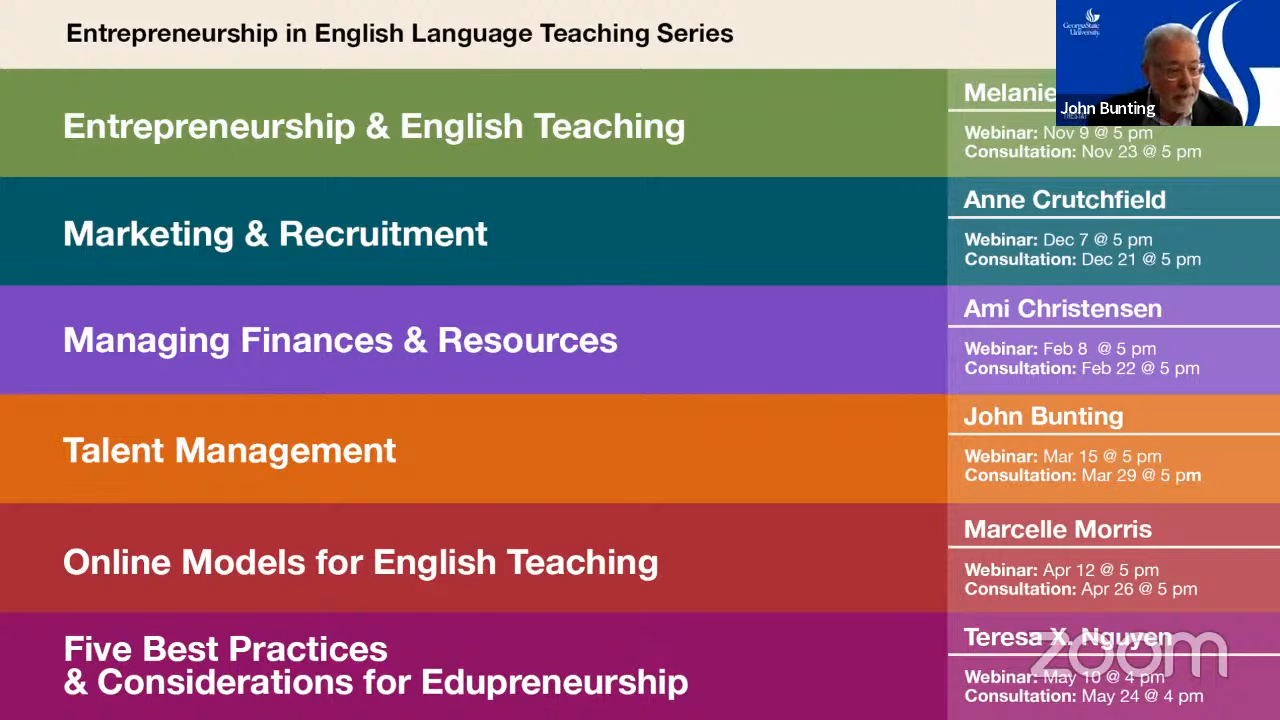 Entrepreneurship in English Language Teaching Series
Georgia State
University
John Bunting
Entrepreneurship & English Teaching
Melanie
Webinar: Nov 9 @ 5 pm
Consultation: Nov 23 @ 5 pm
Marketing & Recruitment
Anne Crutchfield
Webinar: Dec 7 @ 5 pm
Consultation: Dec 21 @ 5 pm
Managing Finances & Resources
Ami Christensen
Webinar: Feb 8 @ 5 pm
Consultation: Feb 22 @ 5 pm
Talent Management
John Bunting
Webinar: Mar 15 @ 5 pm
Consultation: Mar 29 @ 5 pm
Online Models for English Teaching
Marcelle Morris
Webinar: Apr 12 @ 5 pm
Consultation: Apr 26 @ 5 pm
Five Best Practices
& Considerations for Edupreneurship
Teresa X. Nguyen
Webinar: May 10 @ 4 pm
Consultation: May 24 @ 4 pm
zoom